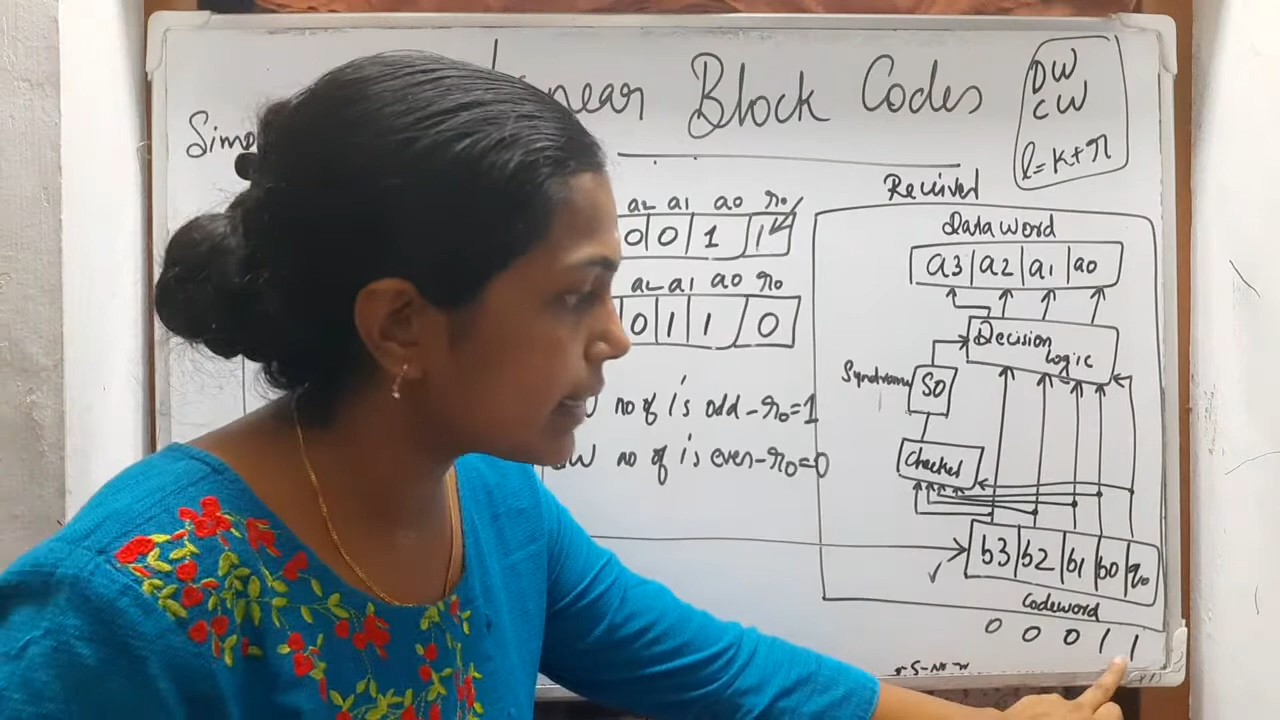 Linear Block Codes
DW
CW
l=k+r
Received
a2 a1 a0 r0
0 0 1 1
a2 a1 a0 r0
0 1 1 0
no of 1's odd-r0=1
no of 1's even-r0=0
Dataword
a3 a2 a1 a0
Decision
logic
Syndrome
S0
Checker
b3 b2 b1 b0 q0
Codeword
0 0 0 1 1